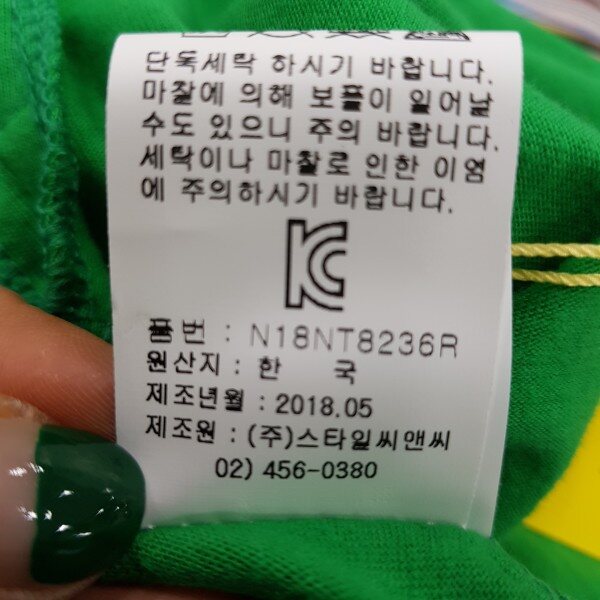 단독세탁 하시기 바랍니다.
마찰에 의해 보풀이 일어날
수도 있으니 주의 바랍니다.
세탁이나 마찰로 인한 이염
에 주의하시기 바랍니다.
KC
품번 : N18NT8236R
원산지 : 한 국
제조년월 : 2018.05
제조원 : (주)스타일씨앤씨
02) 456-0380